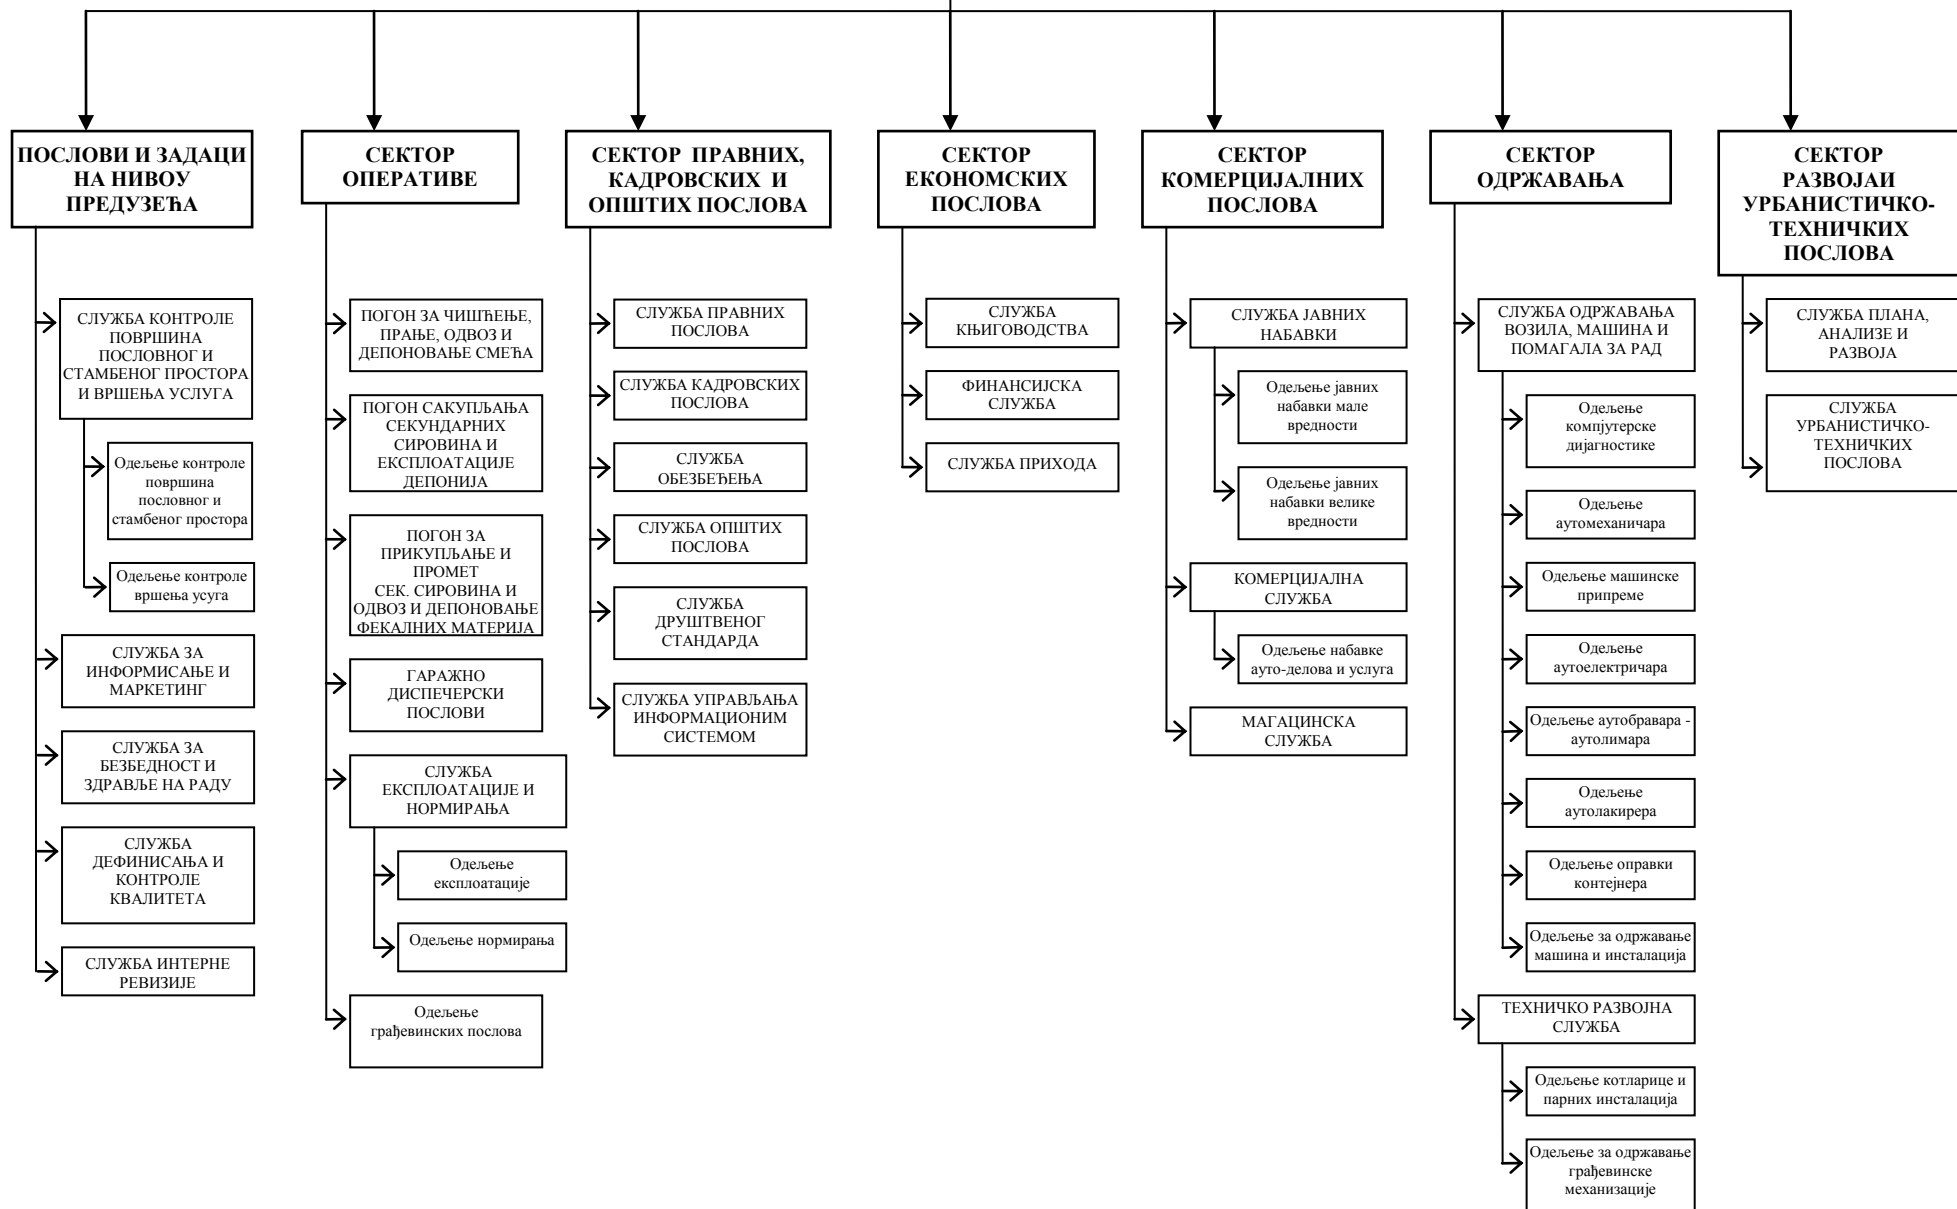 ПОСЛОВИ И ЗАДАЦИ
НА НИВОУ
ПРЕДУЗЕЋА
СЛУЖБА КОНТРОЛЕ
ПОВРШИНА
ПОСЛОВНОГ И
СТАМБЕНОГ ПРОСТОРА
И ВРШЕЊА УСЛУГА
Одељење контроле
површина
пословног и
стамбеног простора
Одељење контроле
вршења усуга
СЛУЖБА ЗА
ИНФОРМИСАЊЕ И
МАРКЕТИНГ
СЛУЖБА ЗА
БЕЗБЕДНОСТ И
ЗДРАВЉЕ НА РАДУ
СЛУЖБА
ДЕФИНИСАЊА И
КОНТРОЛЕ
КВАЛИТЕТА
СЛУЖБА ИНТЕРНЕ
РЕВИЗИЈЕ
СЕКТОР
ОПЕРАТИВЕ
ПОГОН ЗА ЧИШЋЕЊЕ,
ПРАЊЕ, ОДВОЗ И
ДЕПОНОВАЊЕ СМЕЋА
ПОГОН САКУПЉАЊА
СЕКУНДАРНИХ
СИРОВИНА И
ЕКСПЛОАТАЦИЈЕ
ДЕПОНИЈА
ПОГОН ЗА
ПРИКУПЉАЊЕ И
ПРОМЕТ
СЕК. СИРОВИНА И
ОДВОЗ И ДЕПОНОВАЊЕ
ФЕКАЛНИХ МАТЕРИЈА
ГАРАЖНО
ДИСПЕЧЕРСКИ
ПОСЛОВИ
СЛУЖБА
ЕКСПЛОАТАЦИЈЕ И
НОРМИРАЊА
Одељење
експлоатације
Одељење нормирања
Одељење
грађевинских послова
СЕКТОР ПРАВНИХ,
КАДРОВСКИХ И
ОПШТИХ ПОСЛОВА
СЛУЖБА ПРАВНИХ
ПОСЛОВА
СЛУЖБА КАДРОВСКИХ
ПОСЛОВА
СЛУЖБА
ОБЕЗБЕЂЕЊА
СЛУЖБА ОПШТИХ
ПОСЛОВА
СЛУЖБА
ДРУШТВЕНОГ
СТАНДАРДА
СЛУЖБА УПРАВЉАЊА
ИНФОРМАЦИОНИМ
СИСТЕМОМ
СЕКТОР
ЕКОНОМСКИХ
ПОСЛОВА
СЛУЖБА
КЊИГОВОДСТВА
ФИНАНСИЈСКА
СЛУЖБА
СЛУЖБА ПРИХОДА
СЕКТОР
КОМЕРЦИЈАЛНИХ
ПОСЛОВА
СЛУЖБА ЈАВНИХ
НАБАВКИ
Одељење јавних
набавки мале
вредности
Одељење јавних
набавки велике
вредности
КОМЕРЦИЈАЛНА
СЛУЖБА
Одељење набавке
ауто-делова и услуга
МАГАЦИНСКА
СЛУЖБА
СЕКТОР
ОДРЖАВАЊА
СЛУЖБА ОДРЖАВАЊА
ВОЗИЛА, МАШИНА И
ПОМАГАЛА ЗА РАД
Одељење
компјутерске
дијагностике
Одељење
аутомеханичара
Одељење машинске
припреме
Одељење
аутоелектричара
Одељење аутобравара -
аутолимара
Одељење
аутолакирера
Одељење оправки
контејнера
Одељење за одржавање
машина и инсталација
ТЕХНИЧКО РАЗВОЈНА
СЛУЖБА
Одељење котларице и
парних инсталација
Одељење за одржавање
грађевинске
механизације
СЕКТОР
РАЗВОЈАИ
УРБАНИСТИЧКО-
ТЕХНИЧКИХ
ПОСЛОВА
СЛУЖБА ПЛАНА,
АНАЛИЗЕ И
РАЗВОЈА
СЛУЖБА
УРБАНИСТИЧКО-
ТЕХНИЧКИХ
ПОСЛОВА